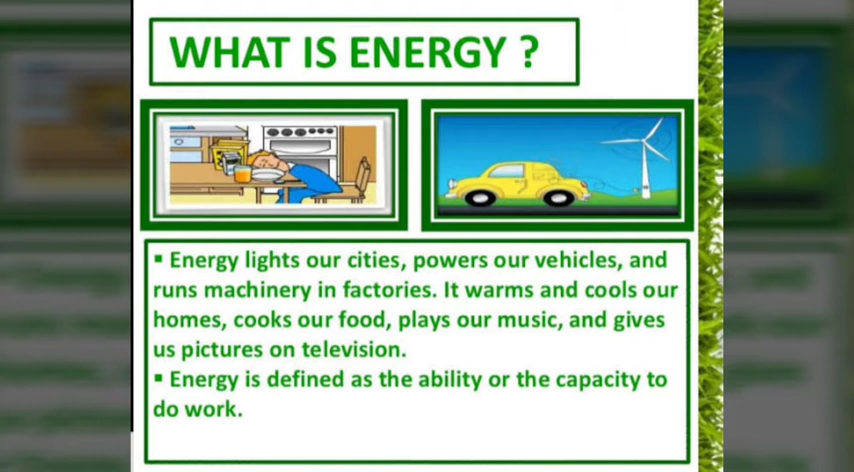 WHAT IS ENERGY ?
▪ Energy lights our cities, powers our vehicles, and
runs machinery in factories. It warms and cools our
homes, cooks our food, plays our music, and gives
us pictures on television.
▪ Energy is defined as the ability or the capacity to
do work.